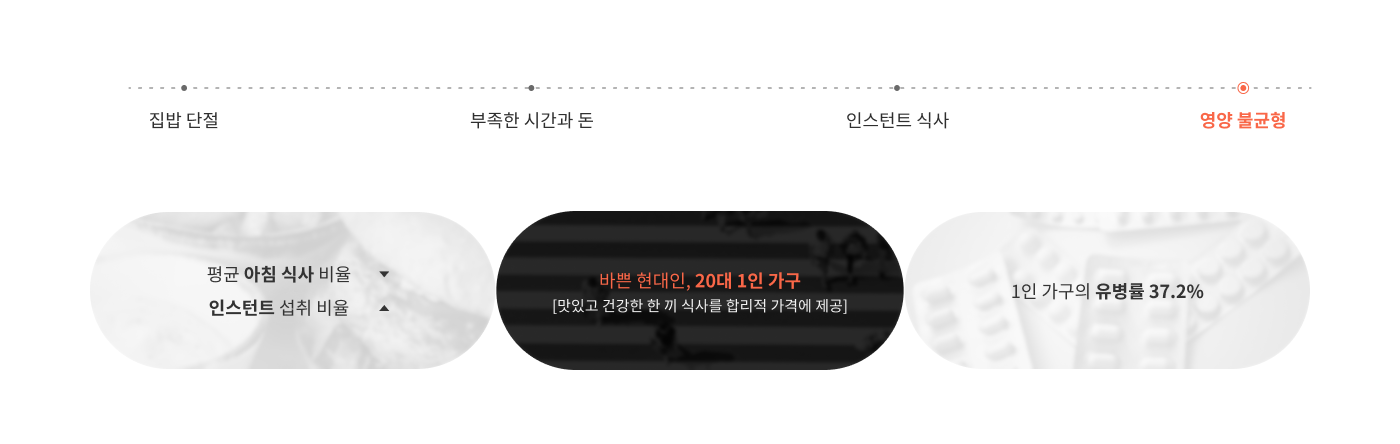 집밥 단절
부족한 시간과 돈
인스턴트 식사
영양 불균형
평균 아침 식사 비율 ▼
인스턴트 섭취 비율 ▲
바쁜 현대인, 20대 1인 가구
[맛있고 건강한 한 끼 식사를 합리적 가격에 제공]
1인 가구의 유병률 37.2%